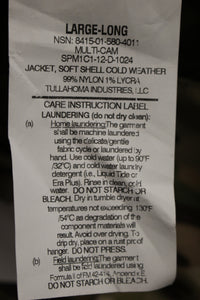 LARGE-LONG
NSN: 8415-01-580-4011
MULTI-CAM
SPM1C1-12-D-1024
JACKET, SOFT SHELL COLD WEATHER
99% NYLON 1% LYCRA
TULLAHOMA INDUSTRIES, LLC
CARE INSTRUCTION LABEL
LAUNDERING (do not dry clean):
(a) Home laundering: The garment
shall be machine laundered
using the delicate/gentle
fabric cycle or laundered by
hand. Use cold water (up to 90°F
/32°C) and cold water laundry
detergent (i.e., Liquid Tide or
Era Plus). Rinse in clean, cold
water. DO NOT STARCH OR
BLEACH. Dry in tumble dryer at
temperatures not exceeding 130°F
/54°C as degradation of the
component materials will
result. Avoid over drying. To
drip dry, place on a rust proof
hanger. DO NOT PRESS.
(b) Field laundering: The garment
shall be field laundered using
Formula II of FM 42-414,
DO NOT STARCH OR
BLEACH.